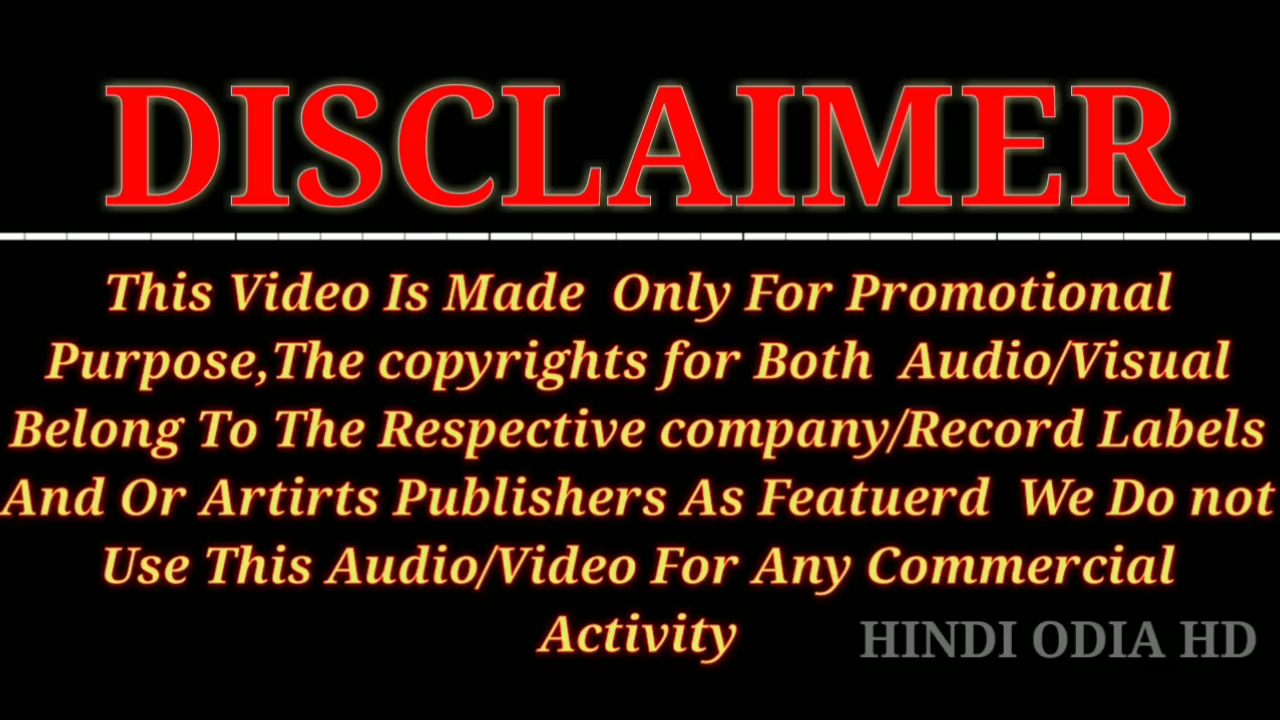 DISCLAIMER
This Video Is Made Only For Promotional
Purpose,The copyrights for Both Audio/Visual
Belong To The Respective company/Record Labels
And Or Artirts Publishers As Featuerd We Do not
Use This Audio/Video For Any Commercial
Activity
HINDI ODIA HD